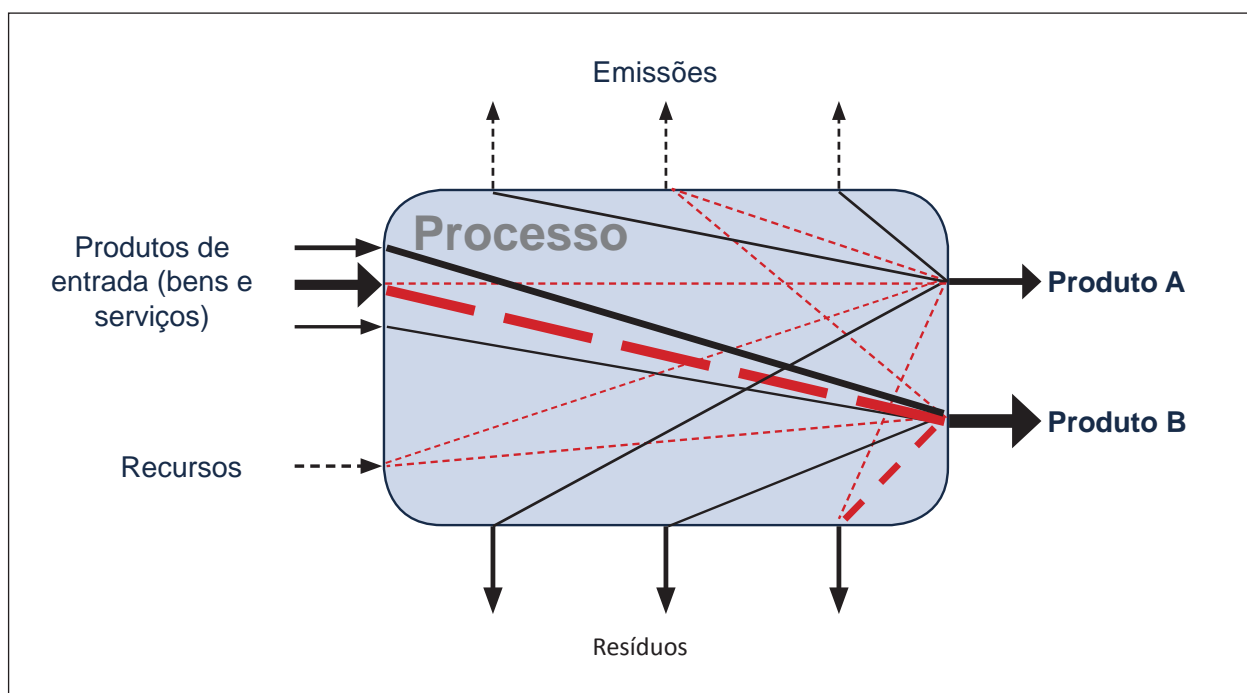 Emissões
Processo
Produtos de
entrada (bens e
serviços)
Produto A
Produto B
Recursos
Resíduos